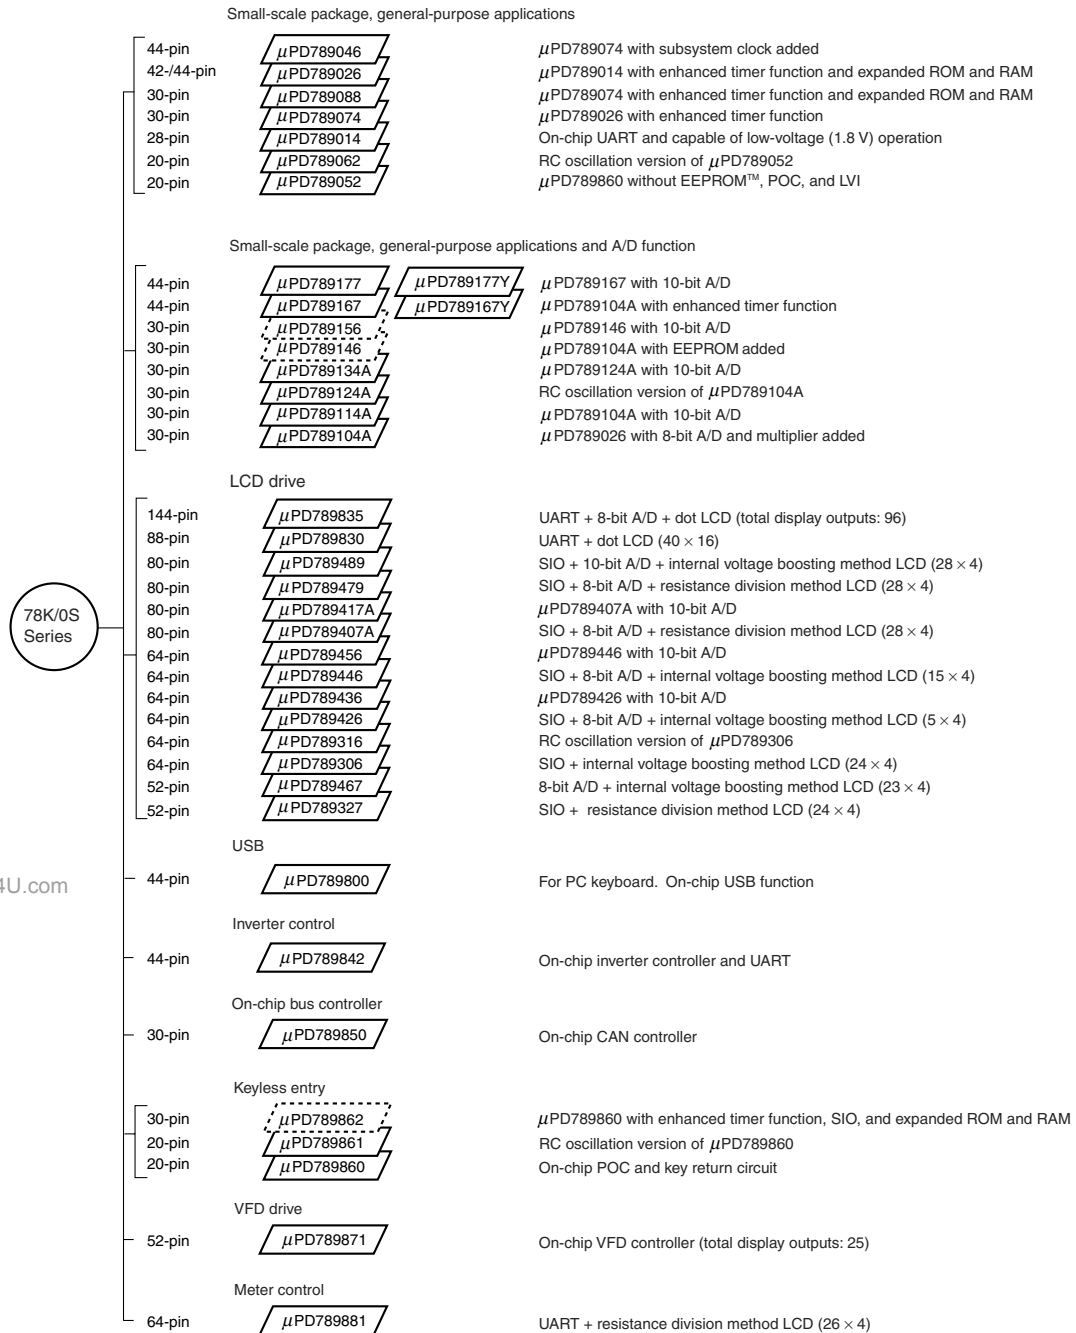 Small-scale package, general-purpose applications
44-pin μPD789046 μPD789074 with subsystem clock added
42-/44-pin μPD789026 μPD789014 with enhanced timer function and expanded ROM and RAM
30-pin μPD789088 μPD789074 with enhanced timer function and expanded ROM and RAM
30-pin μPD789074 μPD789026 with enhanced timer function
28-pin μPD789014 On-chip UART and capable of low-voltage (1.8 V) operation
20-pin μPD789062 RC oscillation version of μPD789052
20-pin μPD789052 μPD789860 without EEPROM™, POC, and LVI
Small-scale package, general-purpose applications and A/D function
44-pin μPD789177 μPD789177Y μPD789167 with 10-bit A/D
44-pin μPD789167 μPD789167Y μPD789104A with enhanced timer function
30-pin μPD789156 μPD789146 with 10-bit A/D
30-pin μPD789146 μPD789104A with EEPROM added
30-pin μPD789134A μPD789124A with 10-bit A/D
30-pin μPD789124A RC oscillation version of μPD789104A
30-pin μPD789114A μPD789104A with 10-bit A/D
30-pin μPD789104A μPD789026 with 8-bit A/D and multiplier added
LCD drive
144-pin μPD789835 UART + 8-bit A/D + dot LCD (total display outputs: 96)
88-pin μPD789830 UART + dot LCD (40 × 16)
80-pin μPD789489 SIO + 10-bit A/D + internal voltage boosting method LCD (28 × 4)
80-pin μPD789479 SIO + 8-bit A/D + resistance division method LCD (28 × 4)
80-pin μPD789417A μPD789407A with 10-bit A/D
80-pin μPD789407A SIO + 8-bit A/D + resistance division method LCD (28 × 4)
64-pin μPD789456 μPD789446 with 10-bit A/D
64-pin μPD789446 SIO + 8-bit A/D + internal voltage boosting method LCD (15 × 4)
64-pin μPD789436 μPD789426 with 10-bit A/D
64-pin μPD789426 SIO + 8-bit A/D + internal voltage boosting method LCD (5 × 4)
64-pin μPD789316 RC oscillation version of μPD789306
64-pin μPD789306 SIO + internal voltage boosting method LCD (24 × 4)
52-pin μPD789467 8-bit A/D + internal voltage boosting method LCD (23 × 4)
52-pin μPD789327 SIO + resistance division method LCD (24 × 4)
78K/0S
Series
USB
4U.com
44-pin μPD789800 For PC keyboard. On-chip USB function
Inverter control
44-pin μPD789842 On-chip inverter controller and UART
On-chip bus controller
30-pin μPD789850 On-chip CAN controller
Keyless entry
30-pin μPD789862 μPD789860 with enhanced timer function, SIO, and expanded ROM and RAM
20-pin μPD789861 RC oscillation version of μPD789860
20-pin μPD789860 On-chip POC and key return circuit
VFD drive
52-pin μPD789871 On-chip VFD controller (total display outputs: 25)
Meter control
64-pin μPD789881 UART + resistance division method LCD (26 × 4)